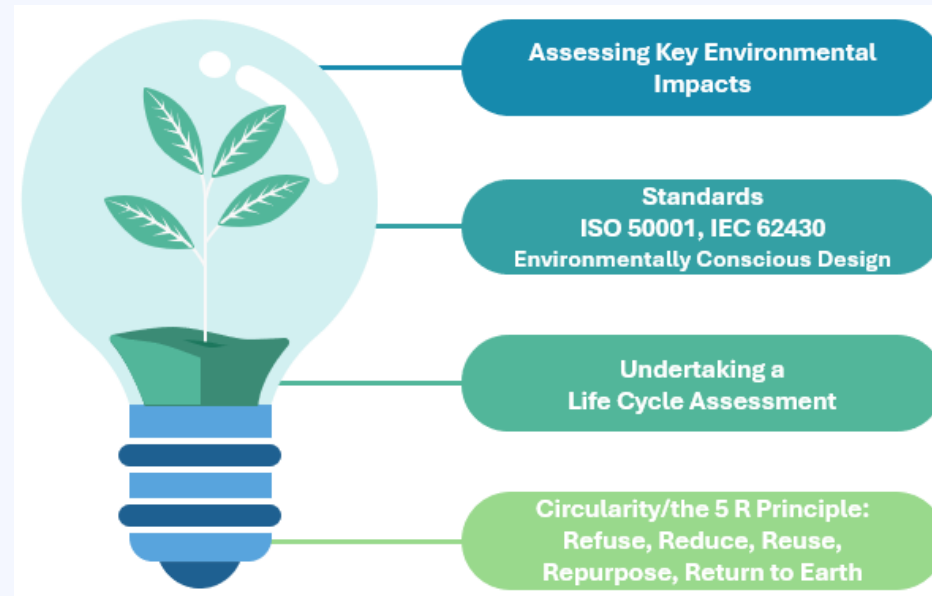 Assessing Key Environmental
Impacts
Standards
ISO 50001, IEC 62430
Environmentally Conscious Design
Undertaking a
Life Cycle Assessment
Circularity/the 5 R Principle:
Refuse, Reduce, Reuse,
Repurpose, Return to Earth